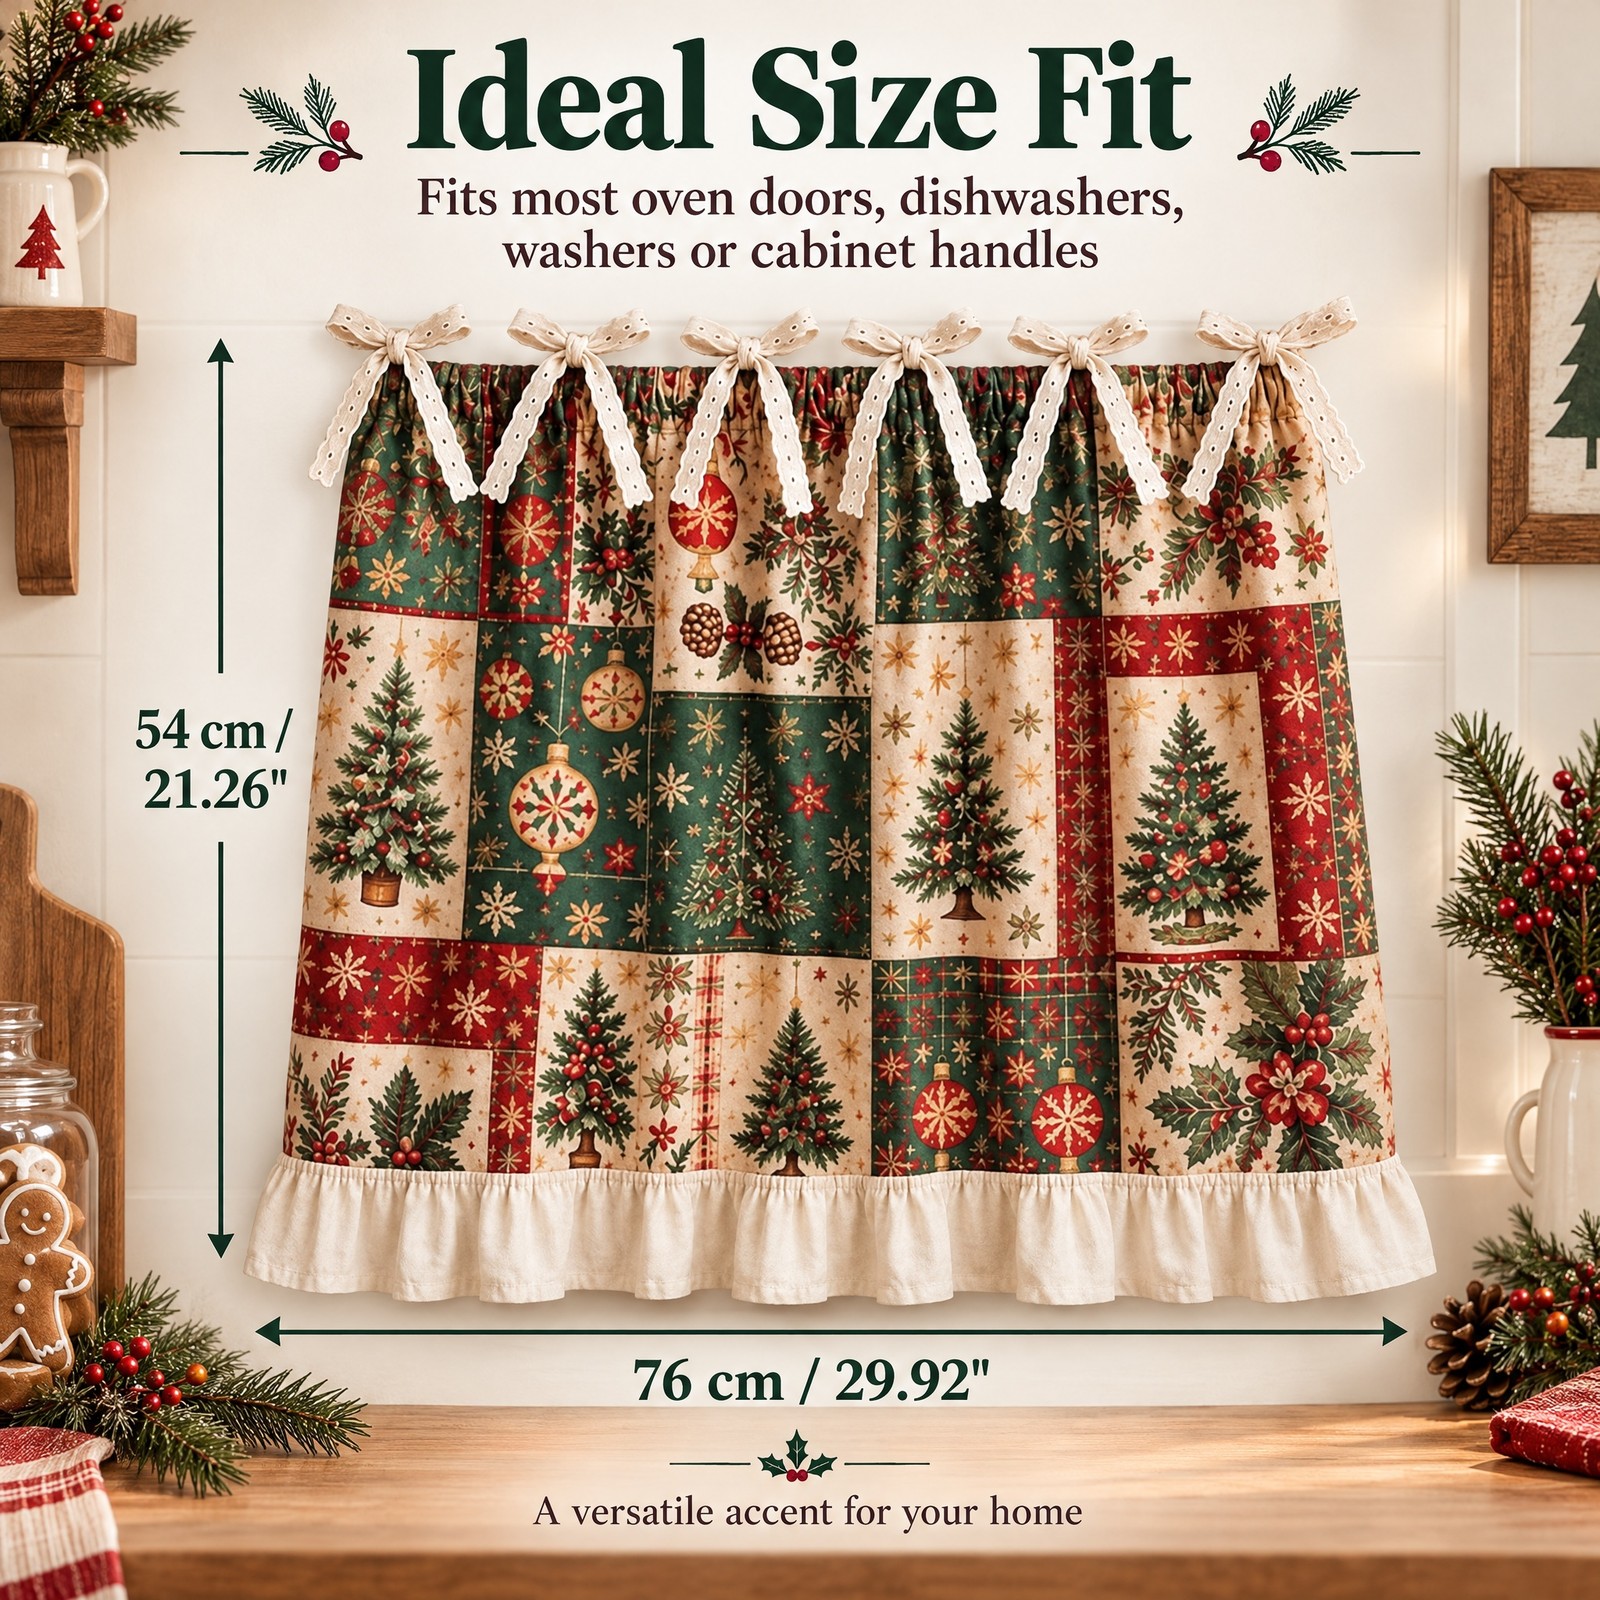 Ideal Size Fit
Fits most oven doors, dishwashers,
washers or cabinet handles
54 cm /
21.26"
76 cm / 29.92"
A versatile accent for your home